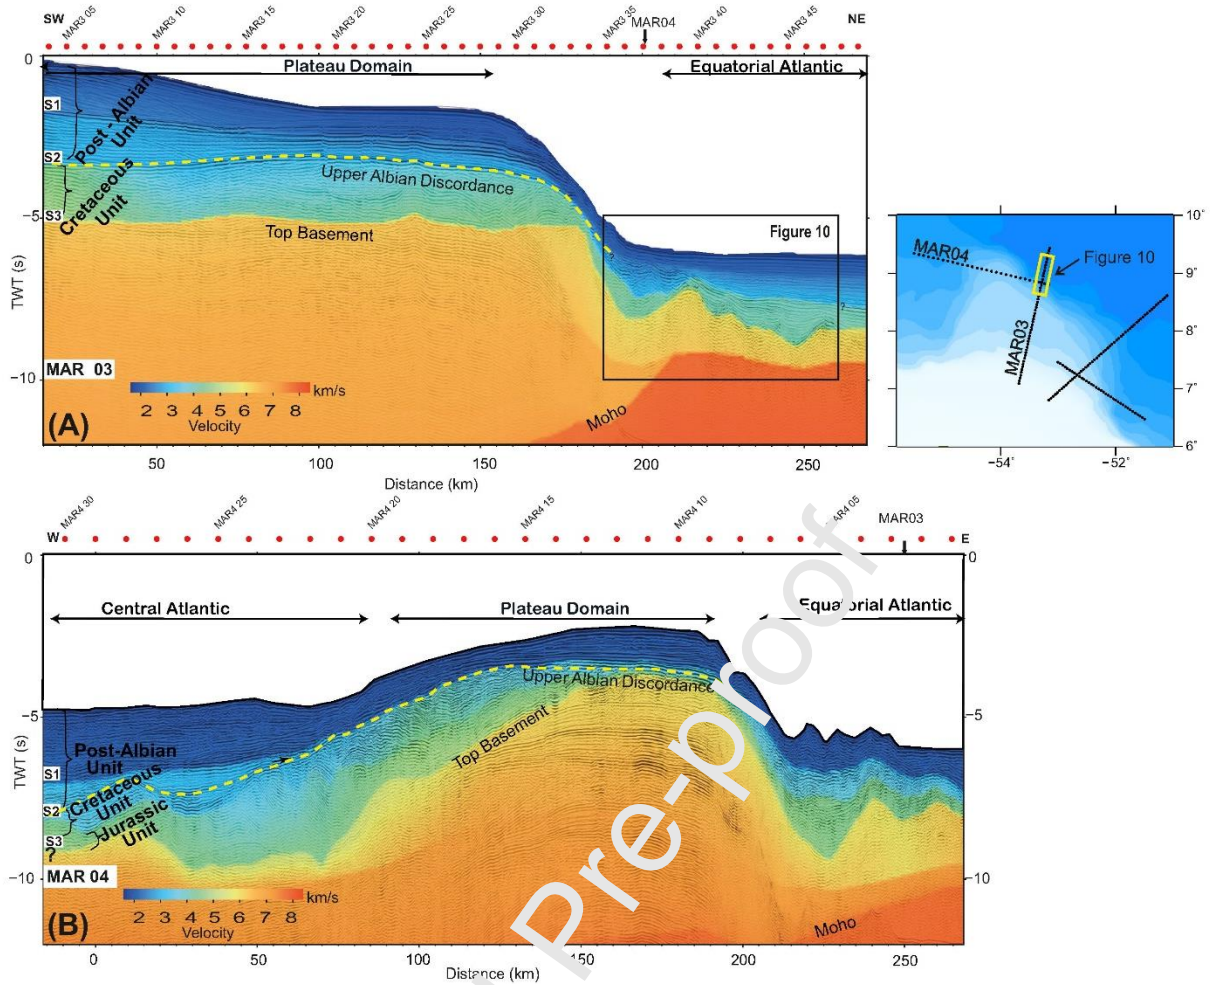 SW
MAR3 05
MAR3 10
MAR3 15
MAR3 20
MAR3 25
MAR3 30
MAR3 35
MAR04
MAR3 40
MAR3 45
NE
0
Plateau Domain
Equatorial Atlantic
S1
Post - Albian
Unit
S2
Upper Albian Discordance
Cretaceous
Unit
−5
S3
Top Basement
Figure 10
?
?
TWT (s)
−10
MAR 03
km/s
2 3 4 5 6 7 8
Velocity
(A)
Moho
50 100 150 200 250
Distance (km)
10°
MAR04
Figure 10
9°
MAR03
8°
7°
6°
−54° −52°
W
MAR4 30
MAR4 25
MAR4 20
MAR4 15
MAR4 10
MAR4 05
MAR03
E
0
0
Central Atlantic
Plateau Domain
Equatorial Atlantic
Upper Albian Discordance
−5
−5
Top Basement
TWT (s)
Post-Albian
Unit
S1
S2
Cretaceous
Unit
Jurassic
Unit
S3
?
MAR 04
−10
−10
km/s
2 3 4 5 6 7 8
Velocity
(B)
Moho
0 50 100 150 200 250
Distance (km)
Pre-proof